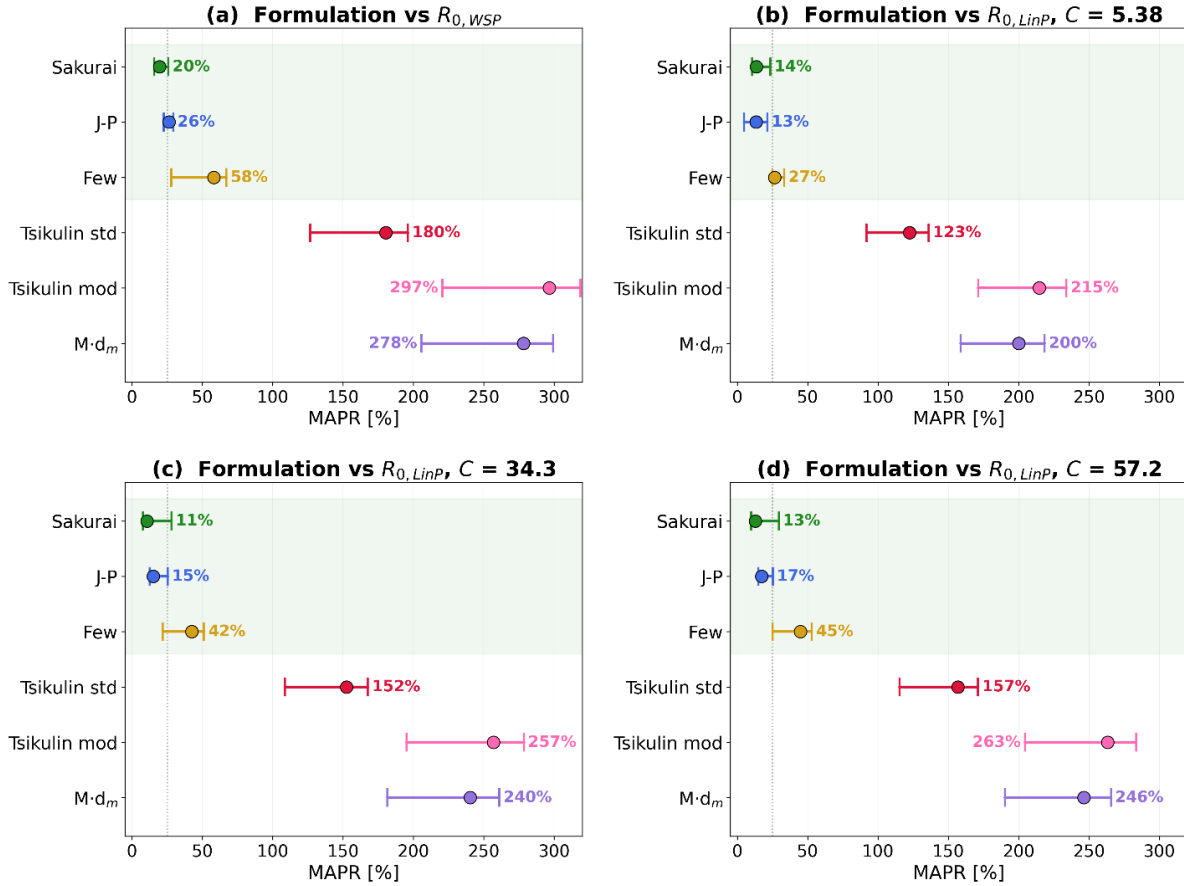 (a) Formulation vs R₀,WSP
Sakurai
20%
J-P
26%
Few
58%
Tsikulin std
180%
Tsikulin mod
297%
M·dₘ
278%
0 50 100 150 200 250 300
MAPR [%]
(b) Formulation vs R₀,LinP, C = 5.38
Sakurai
14%
J-P
13%
Few
27%
Tsikulin std
123%
Tsikulin mod
215%
M·dₘ
200%
0 50 100 150 200 250 300
MAPR [%]
(c) Formulation vs R₀,LinP, C = 34.3
Sakurai
11%
J-P
15%
Few
42%
Tsikulin std
152%
Tsikulin mod
257%
M·dₘ
240%
0 50 100 150 200 250 300
MAPR [%]
(d) Formulation vs R₀,LinP, C = 57.2
Sakurai
13%
J-P
17%
Few
45%
Tsikulin std
157%
Tsikulin mod
263%
M·dₘ
246%
0 50 100 150 200 250 300
MAPR [%]